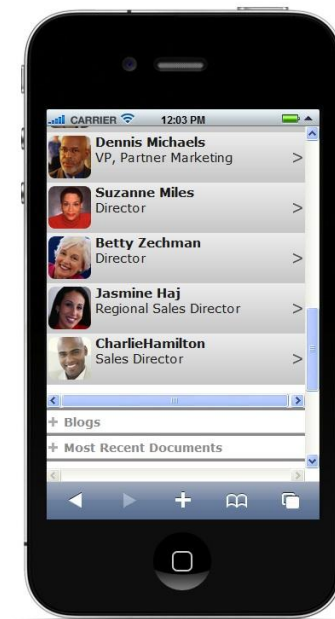 CARRIER 12:03 PM
Dennis Michaels
VP, Partner Marketing
>
Suzanne Miles
Director
>
Betty Zechman
Director
>
Jasmine Haj
Regional Sales Director
>
CharlieHamilton
Sales Director
>
+ Blogs
+ Most Recent Documents